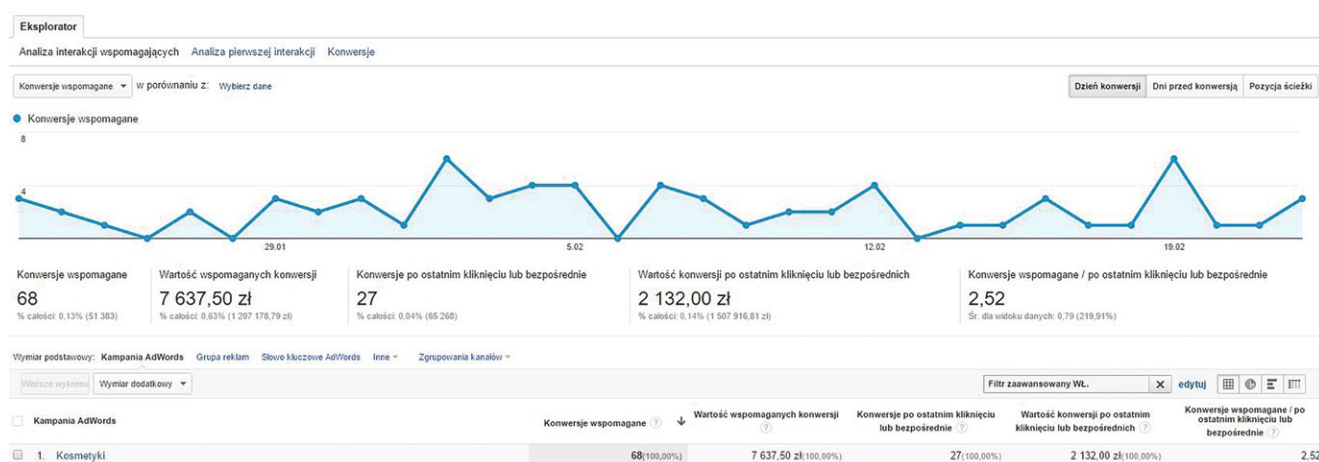 Eksplorator
Analiza interakcji wspomagających Analiza pierwszej interakcji Konwersje
Konwersje wspomagane w porównaniu z: Wybierz dane Dzień konwersji Dni przed konwersją Pozycja ścieżki
Konwersje wspomagane
8
4
29.01 5.02 12.02 19.02
Konwersje wspomagane Wartość wspomaganych konwersji Konwersje po ostatnim kliknięciu lub bezpośrednie Wartość konwersji po ostatnim kliknięciu lub bezpośrednich Konwersje wspomagane / po ostatnim kliknięciu lub bezpośrednie
68 7 637,50 zł 27 2 132,00 zł 2,52
% całości: 0,13% (51 383) % całości: 0,63% (1 207 178,79 zł) % całości: 0,04% (65 268) % całości: 0,14% (1 507 916,81 zł) Śr. dla widoku danych: 0,79 (219,91%)
Wymiar podstawowy: Kampania AdWords Grupa reklam Słowo kluczowe AdWords Inne Zgrupowania kanałów
Wiersze wykresu Wymiar dodatkowy Filtr zaawansowany WŁ. X edytuj
Kampania AdWords Konwersje wspomagane ? Wartość wspomaganych konwersji ? Konwersje po ostatnim kliknięciu lub bezpośrednie ? Wartość konwersji po ostatnim kliknięciu lub bezpośrednich ? Konwersje wspomagane / po ostatnim kliknięciu lub bezpośrednie ?
1. Kosmetyki 68(100,00%) 7 637,50 zł(100,00%) 27(100,00%) 2 132,00 zł(100,00%) 2,52